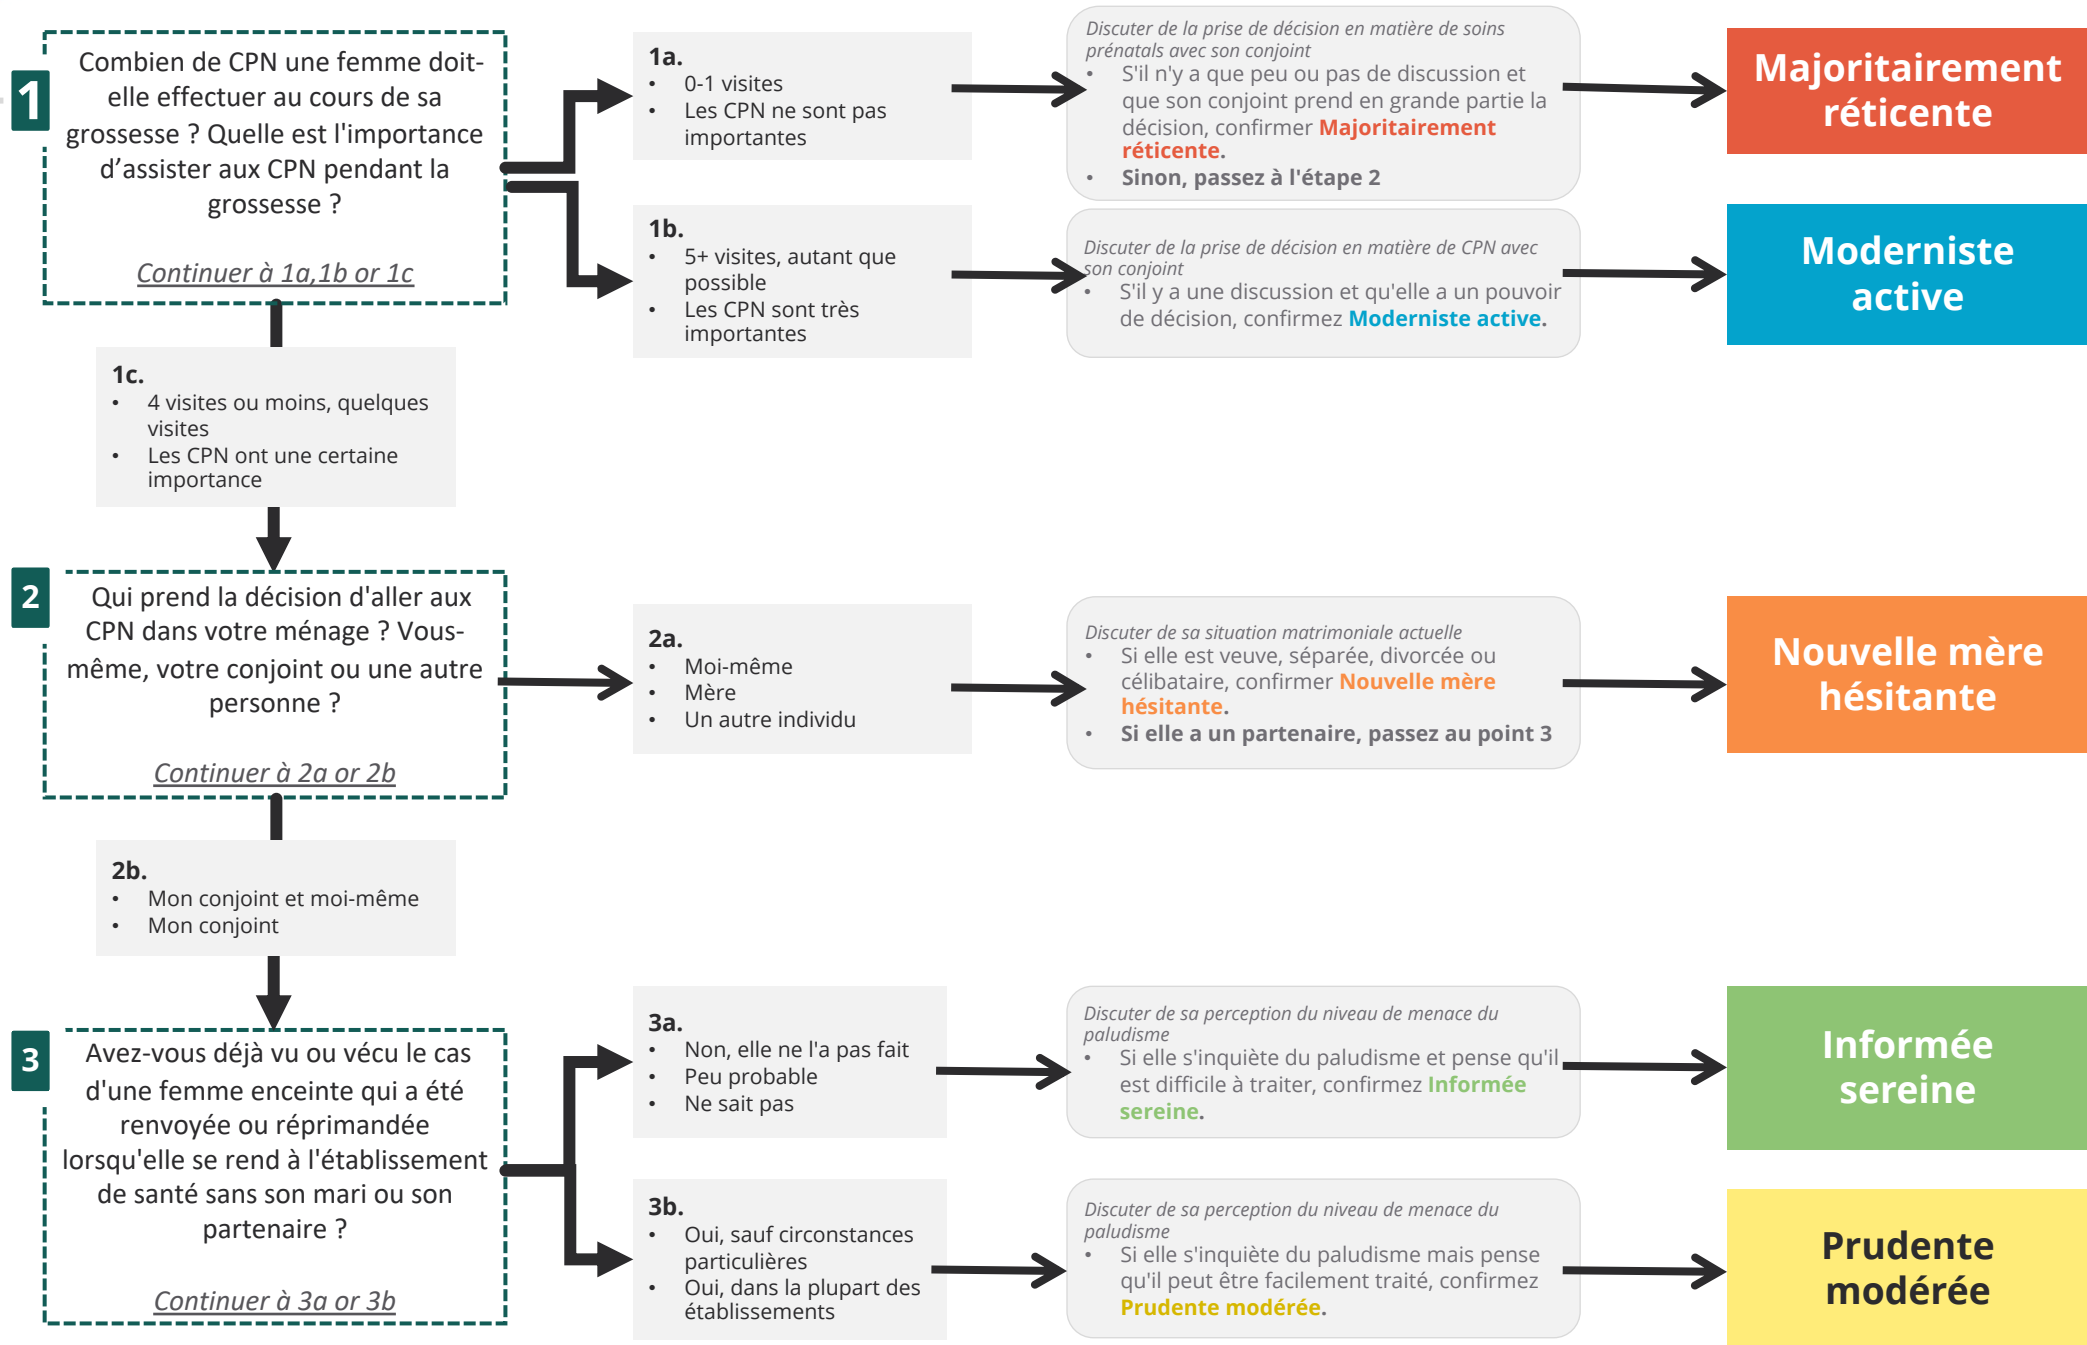 1
Combien de CPN une femme doit-
elle effectuer au cours de sa
grossesse ? Quelle est l'importance
d’assister aux CPN pendant la
grossesse ?
Continuer à 1a,1b or 1c
1a.
• 0-1 visites
• Les CPN ne sont pas
importantes
Discuter de la prise de décision en matière de soins
prénatals avec son conjoint
• S'il n'y a que peu ou pas de discussion et
que son conjoint prend en grande partie la
décision, confirmer Majoritairement
réticente.
• Sinon, passez à l'étape 2
Majoritairement
réticente
1b.
• 5+ visites, autant que
possible
• Les CPN sont très
importantes
Discuter de la prise de décision en matière de CPN avec
son conjoint
• S'il y a une discussion et qu'elle a un pouvoir
de décision, confirmez Moderniste active.
Moderniste
active
1c.
• 4 visites ou moins, quelques
visites
• Les CPN ont une certaine
importance
2
Qui prend la décision d'aller aux
CPN dans votre ménage ? Vous-
même, votre conjoint ou une autre
personne ?
Continuer à 2a or 2b
2a.
• Moi-même
• Mère
• Un autre individu
Discuter de sa situation matrimoniale actuelle
• Si elle est veuve, séparée, divorcée ou
célibataire, confirmer Nouvelle mère
hésitante.
• Si elle a un partenaire, passez au point 3
Nouvelle mère
hésitante
2b.
• Mon conjoint et moi-même
• Mon conjoint
3
Avez-vous déjà vu ou vécu le cas
d'une femme enceinte qui a été
renvoyée ou réprimandée
lorsqu'elle se rend à l'établissement
de santé sans son mari ou son
partenaire ?
Continuer à 3a or 3b
3a.
• Non, elle ne l'a pas fait
• Peu probable
• Ne sait pas
Discuter de sa perception du niveau de menace du
paludisme
• Si elle s'inquiète du paludisme et pense qu'il
est difficile à traiter, confirmez Informée
sereine.
Informée
sereine
3b.
• Oui, sauf circonstances
particulières
• Oui, dans la plupart des
établissements
Discuter de sa perception du niveau de menace du
paludisme
• Si elle s'inquiète du paludisme mais pense
qu'il peut être facilement traité, confirmez
Prudente modérée.
Prudente
modérée